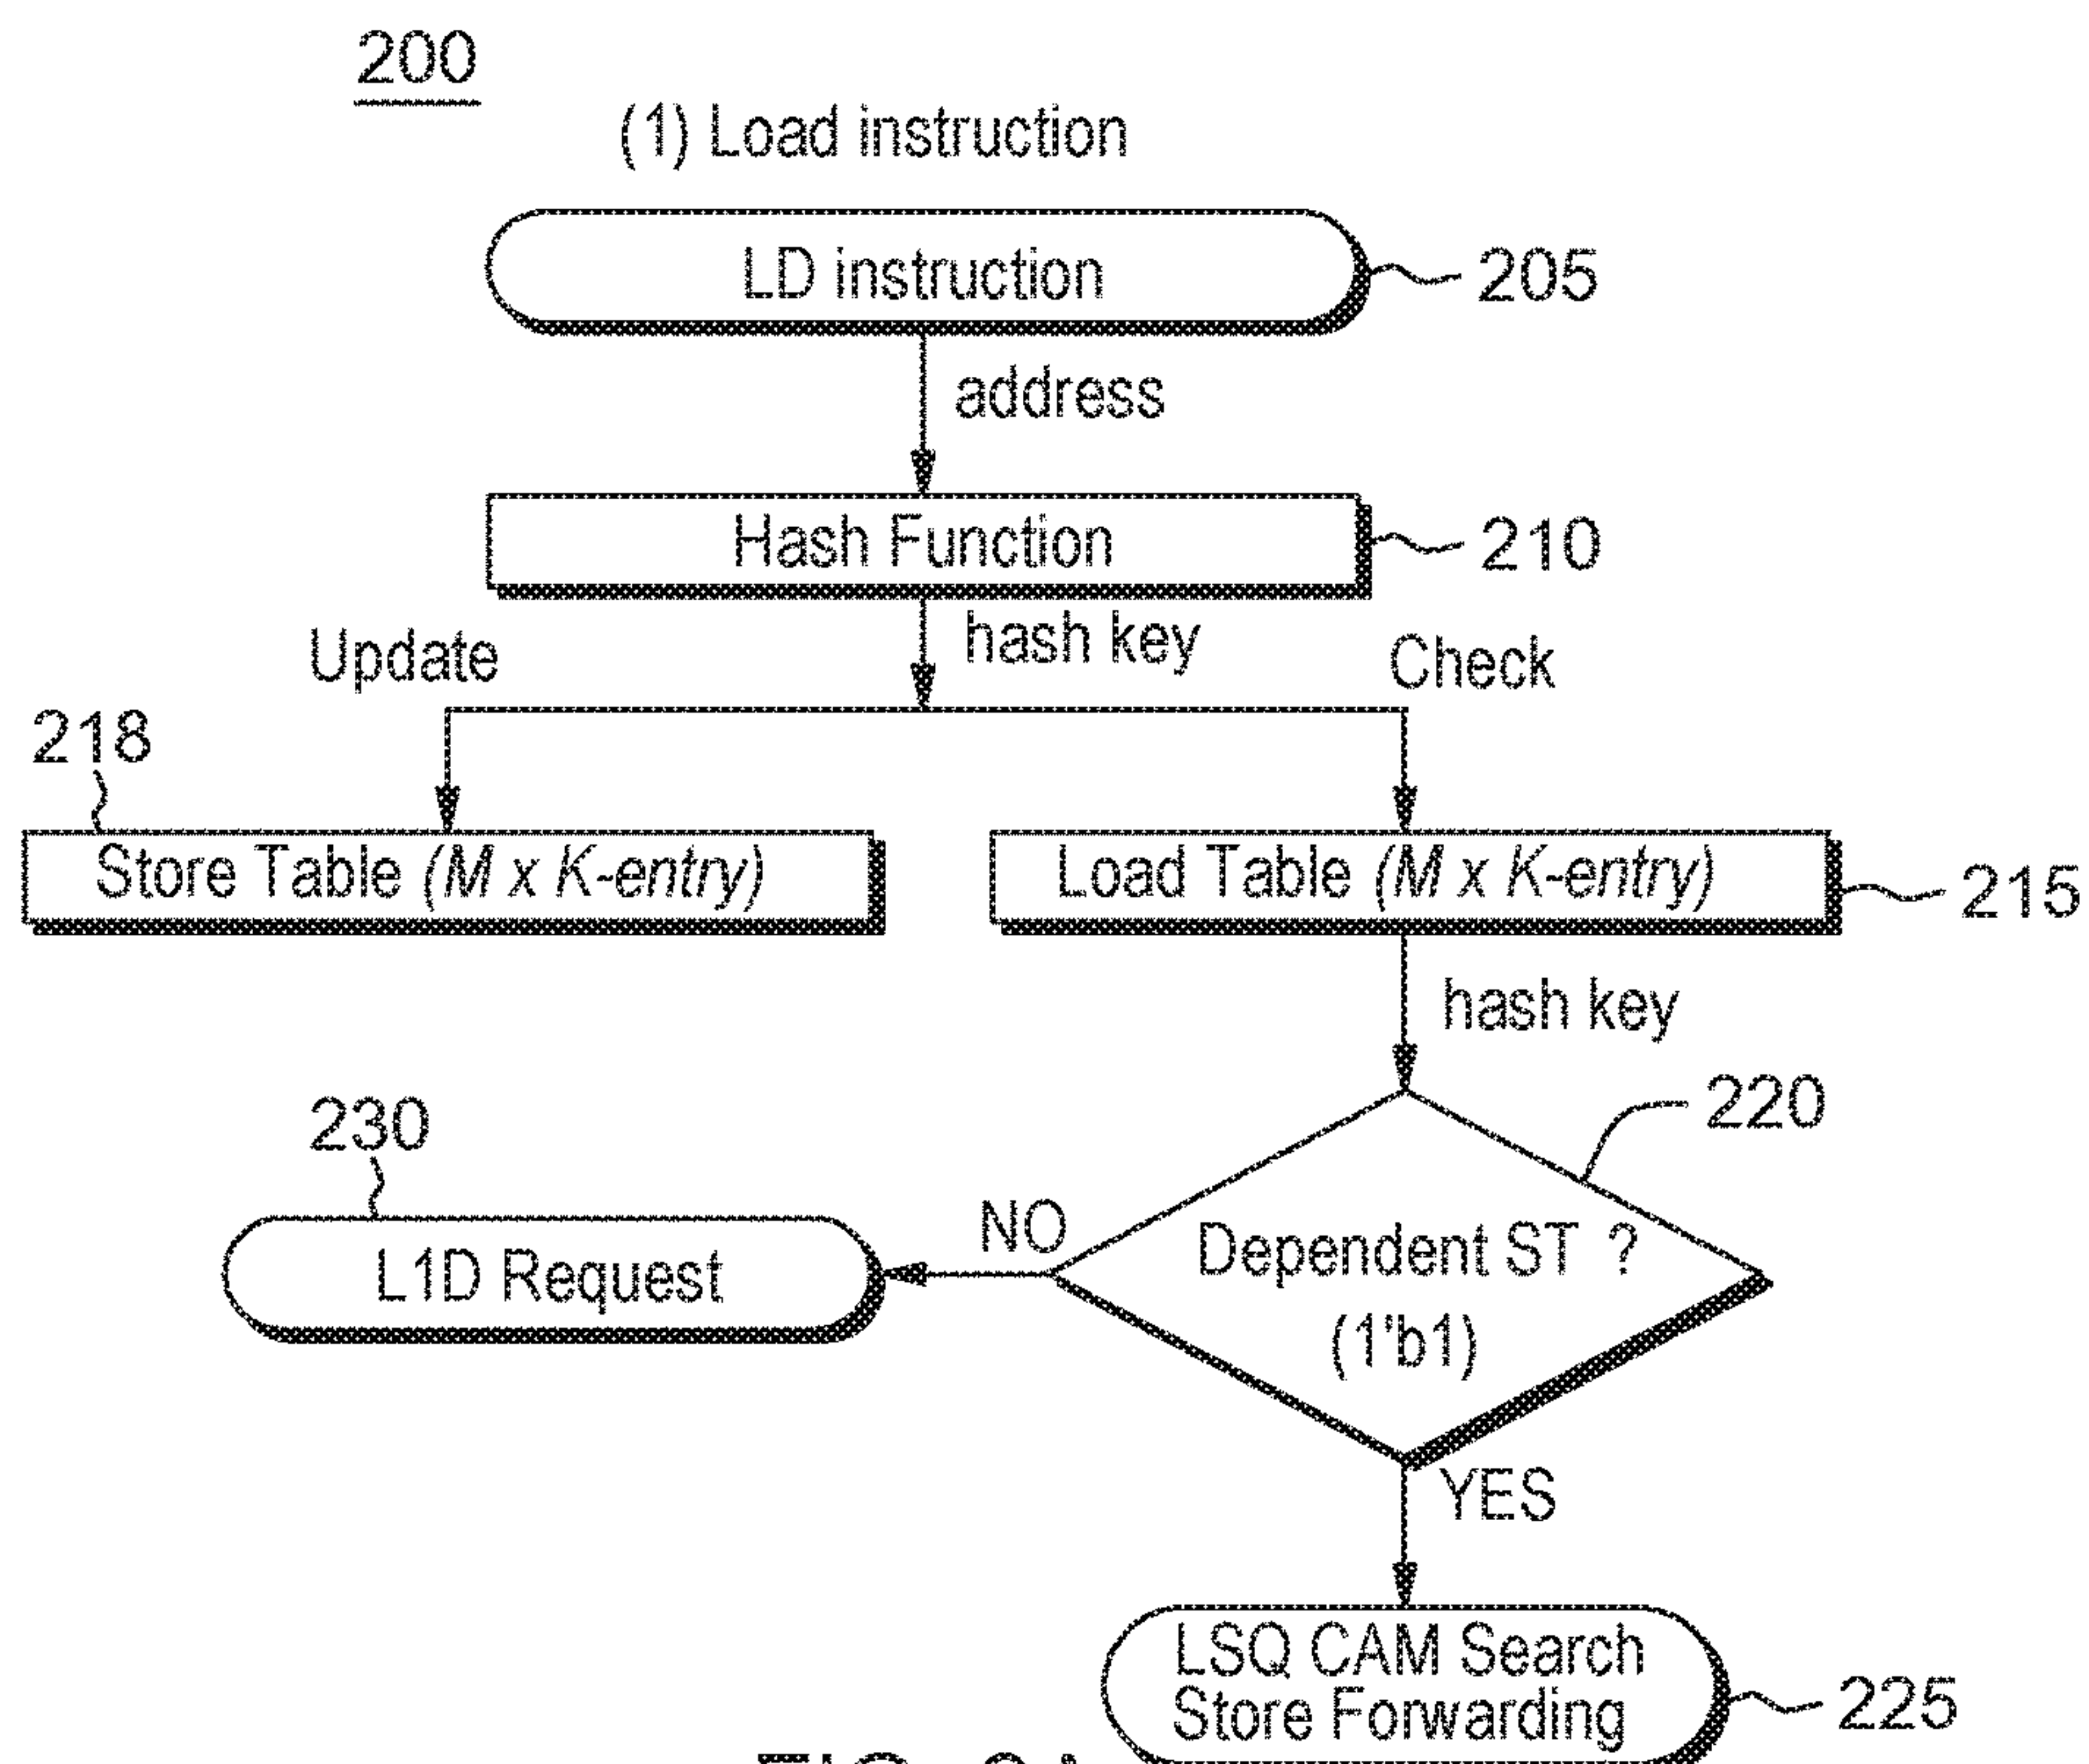 200
(1) Load instruction
LD instruction
205
address
Hash Function
210
hash key
Update
Check
218
Store Table (M x K-entry)
Load Table (M x K-entry)
215
hash key
220
230
NO
L1D Request
Dependent ST ?
(1'b1)
YES
LSQ CAM Search
Store Forwarding
225